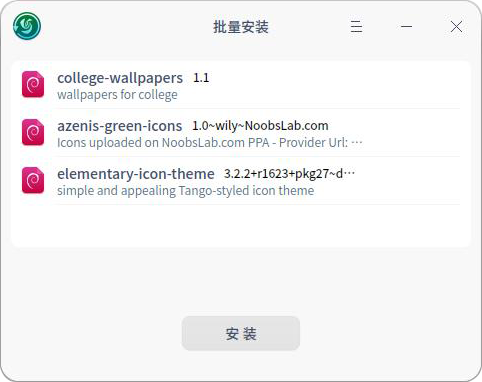 批量安装
college-wallpapers 1.1
wallpapers for college
azenis-green-icons 1.0~wily~NoobsLab.com
Icons uploaded on NoobsLab.com PPA - Provider Url: …
elementary-icon-theme 3.2.2+r1623+pkg27~d…
simple and appealing Tango-styled icon theme
安 装